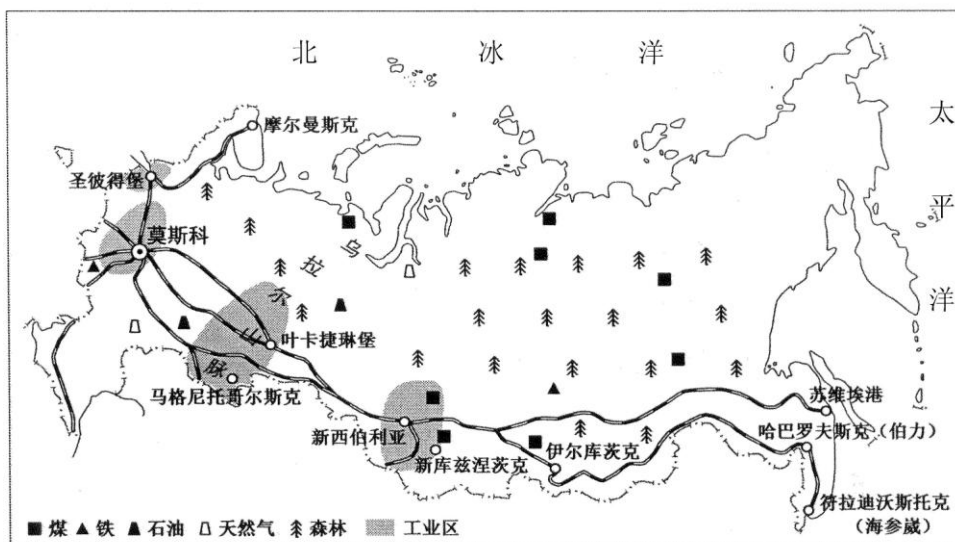 北冰洋
太平洋
摩尔曼斯克
圣彼得堡
莫斯科
乌拉尔山脉
叶卡捷琳堡
马格尼托哥尔斯克
苏维埃港
新西伯利亚
哈巴罗夫斯克（伯力）
新库兹涅茨克
伊尔库茨克
符拉迪沃斯托克
（海参崴）
煤 铁 石油 天然气 森林 工业区